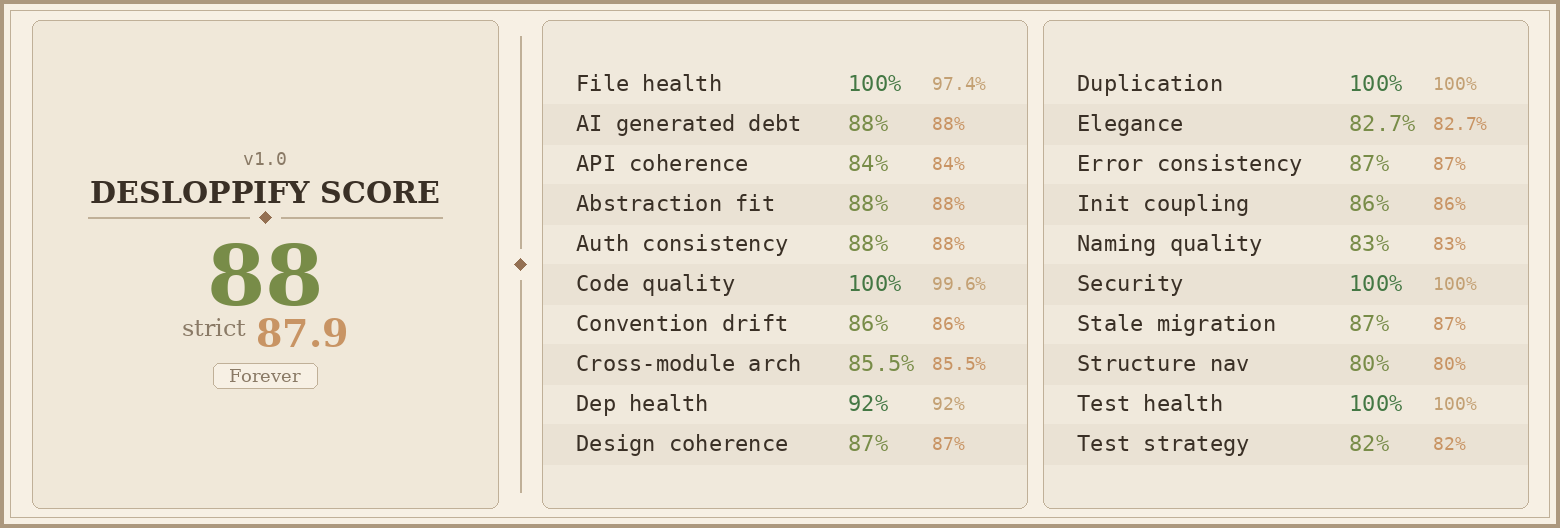 v1.0
DESLOPPIFY SCORE
88
strict 87.9
Forever
File health 100% 97.4%
AI generated debt 88% 88%
API coherence 84% 84%
Abstraction fit 88% 88%
Auth consistency 88% 88%
Code quality 100% 99.6%
Convention drift 86% 86%
Cross-module arch 85.5% 85.5%
Dep health 92% 92%
Design coherence 87% 87%
Duplication 100% 100%
Elegance 82.7% 82.7%
Error consistency 87% 87%
Init coupling 86% 86%
Naming quality 83% 83%
Security 100% 100%
Stale migration 87% 87%
Structure nav 80% 80%
Test health 100% 100%
Test strategy 82% 82%